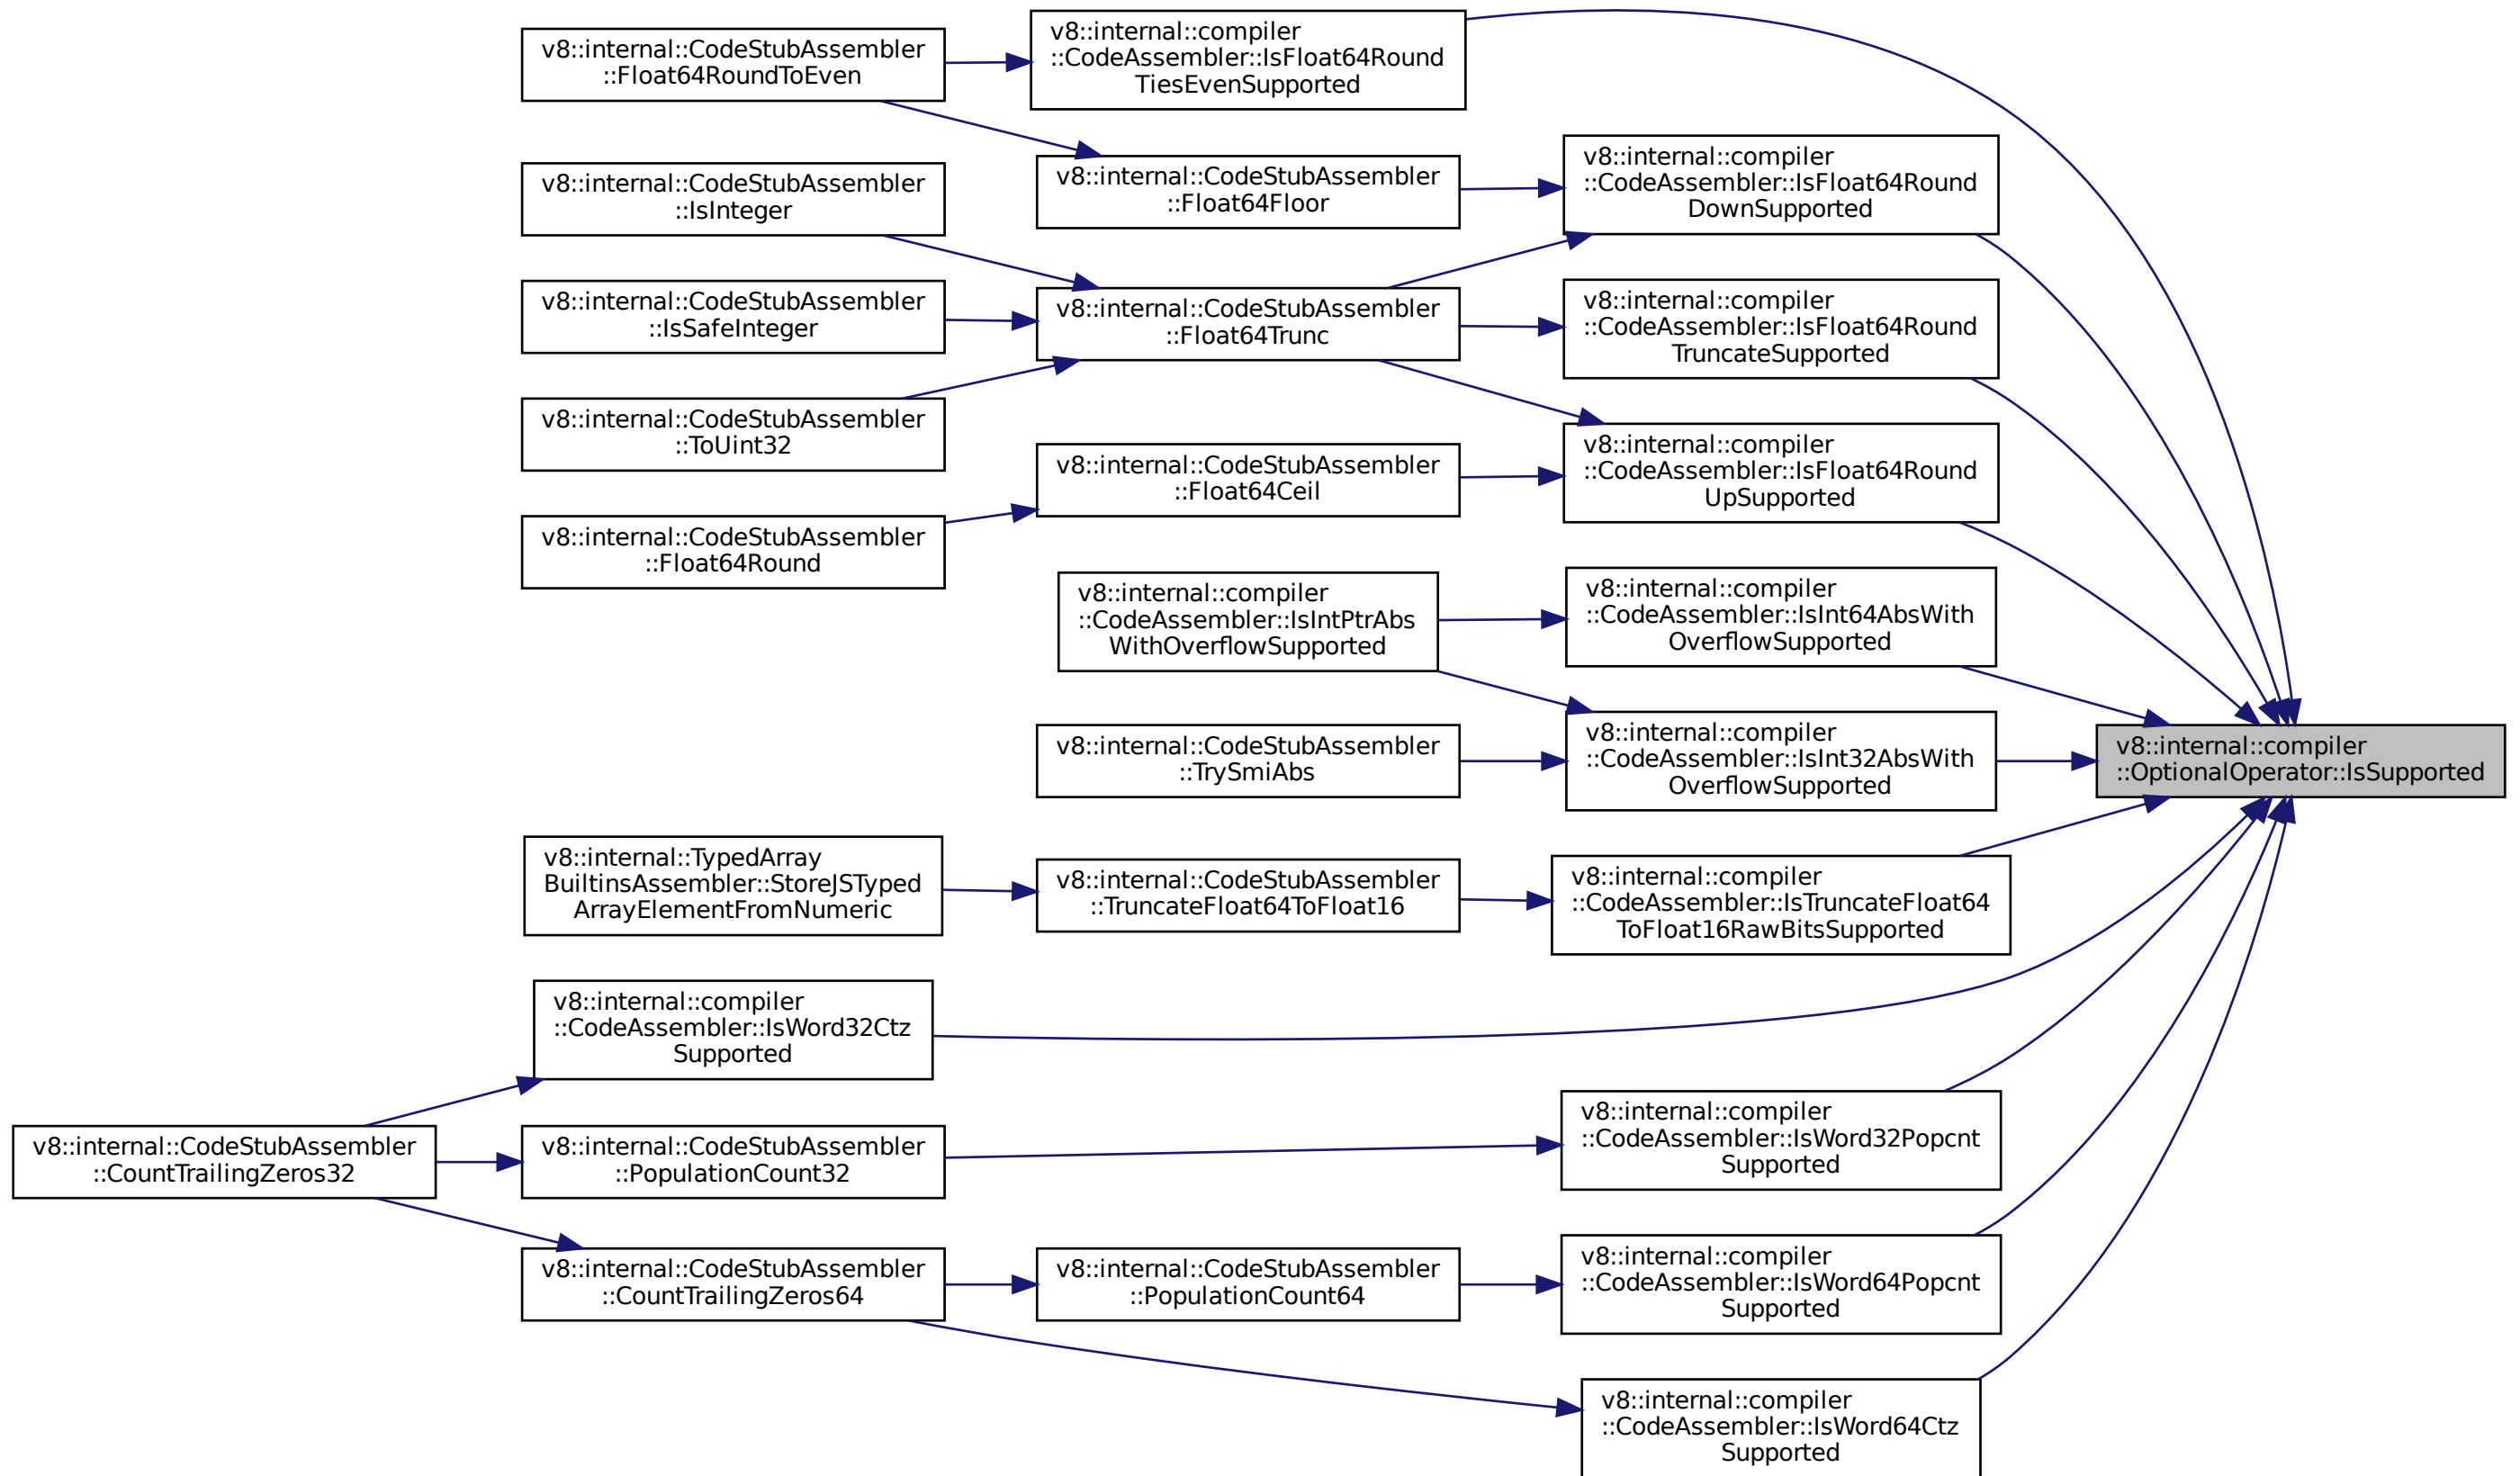 v8::internal::CodeStubAssembler
::Float64RoundToEven
v8::internal::compiler
::CodeAssembler::IsFloat64Round
TiesEvenSupported
v8::internal::CodeStubAssembler
::IsInteger
v8::internal::CodeStubAssembler
::Float64Floor
v8::internal::compiler
::CodeAssembler::IsFloat64Round
DownSupported
v8::internal::CodeStubAssembler
::IsSafeInteger
v8::internal::CodeStubAssembler
::Float64Trunc
v8::internal::compiler
::CodeAssembler::IsFloat64Round
TruncateSupported
v8::internal::CodeStubAssembler
::ToUint32
v8::internal::CodeStubAssembler
::Float64Ceil
v8::internal::compiler
::CodeAssembler::IsFloat64Round
UpSupported
v8::internal::CodeStubAssembler
::Float64Round
v8::internal::compiler
::CodeAssembler::IsIntPtrAbs
WithOverflowSupported
v8::internal::compiler
::CodeAssembler::IsInt64AbsWith
OverflowSupported
v8::internal::CodeStubAssembler
::TrySmiAbs
v8::internal::compiler
::CodeAssembler::IsInt32AbsWith
OverflowSupported
v8::internal::compiler
::OptionalOperator::IsSupported
v8::internal::TypedArray
BuiltinsAssembler::StoreJSTyped
ArrayElementFromNumeric
v8::internal::CodeStubAssembler
::TruncateFloat64ToFloat16
v8::internal::compiler
::CodeAssembler::IsTruncateFloat64
ToFloat16RawBitsSupported
v8::internal::compiler
::CodeAssembler::IsWord32Ctz
Supported
v8::internal::CodeStubAssembler
::CountTrailingZeros32
v8::internal::CodeStubAssembler
::PopulationCount32
v8::internal::compiler
::CodeAssembler::IsWord32Popcnt
Supported
v8::internal::CodeStubAssembler
::CountTrailingZeros64
v8::internal::CodeStubAssembler
::PopulationCount64
v8::internal::compiler
::CodeAssembler::IsWord64Popcnt
Supported
v8::internal::compiler
::CodeAssembler::IsWord64Ctz
Supported